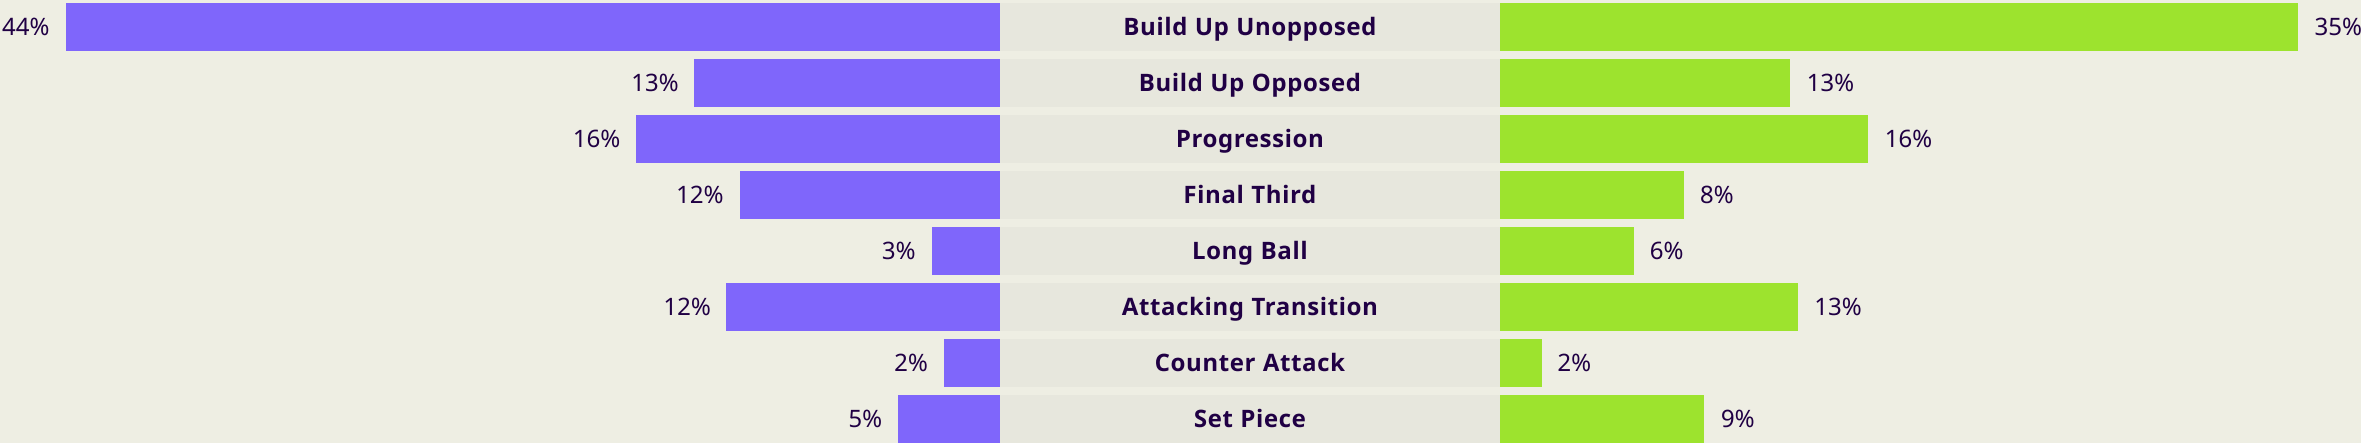 44% Build Up Unopposed 35%
13% Build Up Opposed 13%
16% Progression 16%
12% Final Third 8%
3% Long Ball 6%
12% Attacking Transition 13%
2% Counter Attack 2%
5% Set Piece 9%